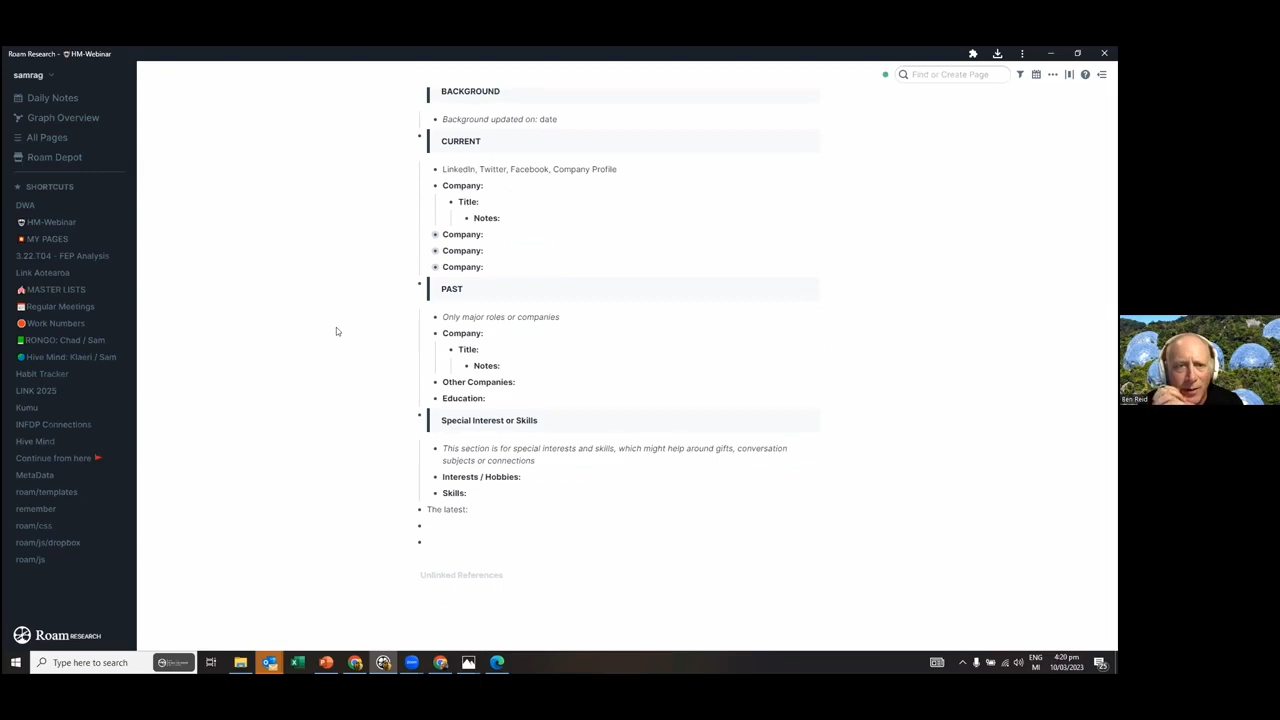 Roam Research - HM-Webinar
samrag
Find or Create Page
Daily Notes
Graph Overview
All Pages
Roam Depot
SHORTCUTS
DWA
HM-Webinar
MY PAGES
3.22.T04 - FEP Analysis
Link Aotearoa
MASTER LISTS
Regular Meetings
Work Numbers
RONGO: Chad / Sam
Hive Mind: Klaeri / Sam
Habit Tracker
LINK 2025
Kumu
INFDP Connections
Hive Mind
Continue from here
MetaData
roam/templates
remember
roam/css
roam/js/dropbox
roam/js
Roam RESEARCH
BACKGROUND
Background updated on: date
CURRENT
LinkedIn, Twitter, Facebook, Company Profile
Company:
Title:
Notes:
Company:
Company:
Company:
PAST
Only major roles or companies
Company:
Title:
Notes:
Other Companies:
Education:
Special Interest or Skills
This section is for special interests and skills, which might help around gifts, conversation
subjects or connections
Interests / Hobbies:
Skills:
The latest:
Unlinked References
Ben Reid
Type here to search
ENG
MI
4:20 pm
10/03/2023